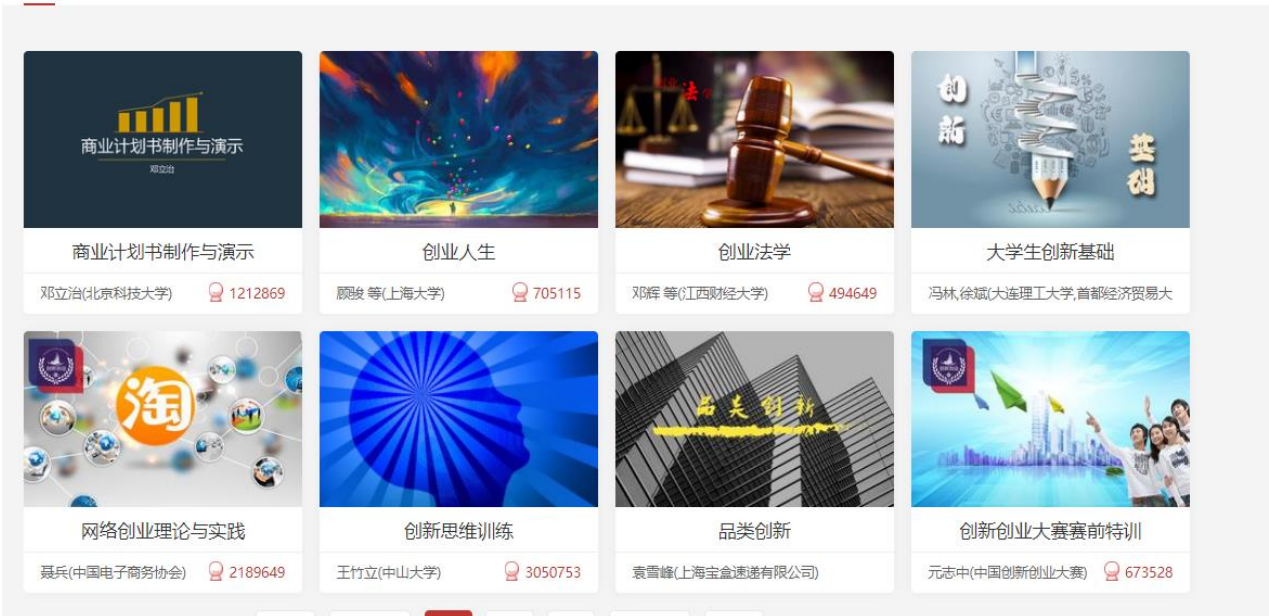 商业计划书制作与演示
邓立治
商业计划书制作与演示
邓立治(北京科技大学) 1212869
创业人生
顾骏 等(上海大学) 705115
法
创业法学
邓辉 等(江西财经大学) 494649
创新
基础
大学生创新基础
冯林,徐斌(大连理工大学,首都经济贸易大
淘
网络创业理论与实践
聂兵(中国电子商务协会) 2189649
创新思维训练
王竹立(中山大学) 3050753
品类创新
品类创新
袁雪峰(上海宝盒速递有限公司)
创新创业大赛赛前特训
元志中(中国创新创业大赛) 673528